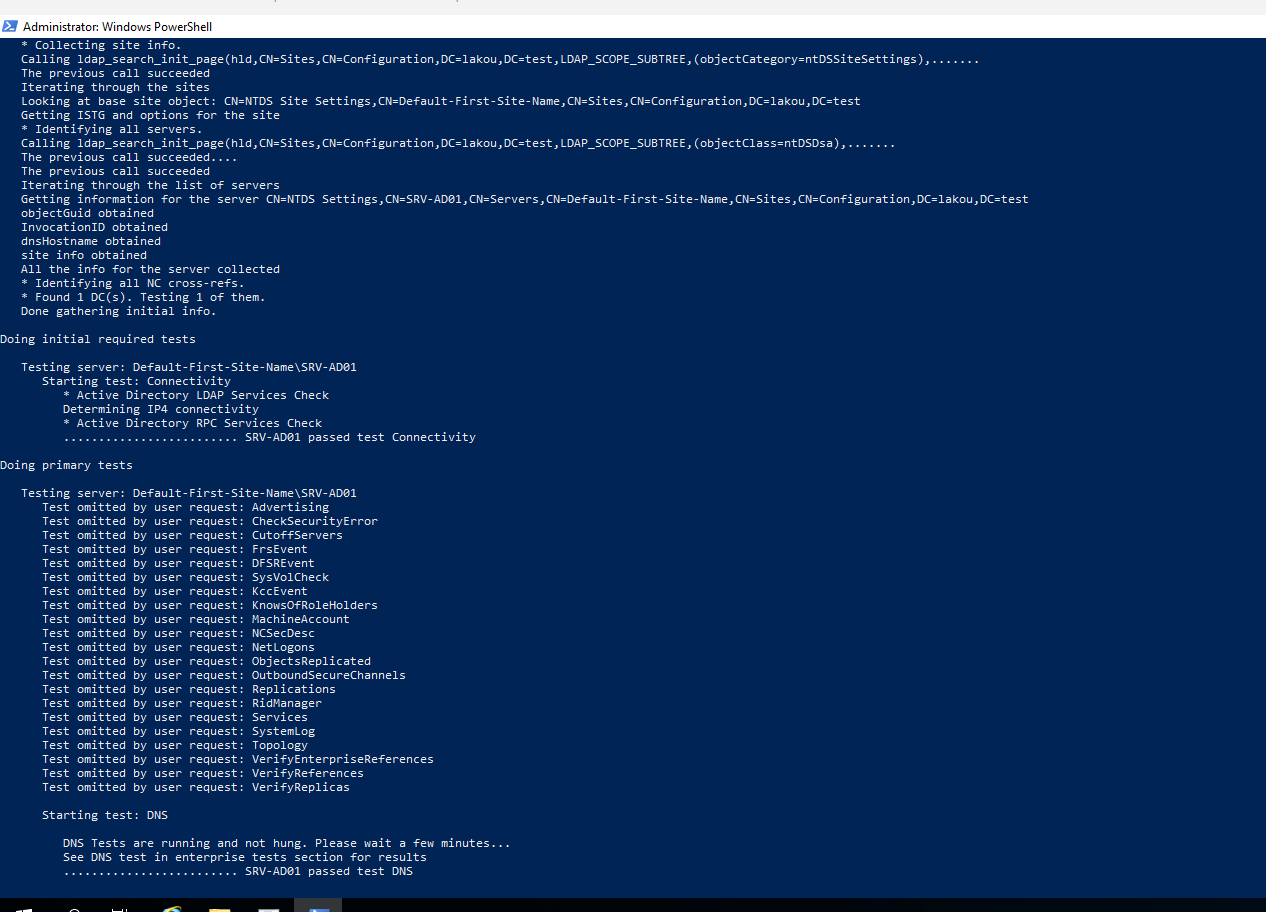 Administrator: Windows PowerShell
* Collecting site info.
Calling ldap_search_init_page(hld,CN=Sites,CN=Configuration,DC=lakou,DC=test,LDAP_SCOPE_SUBTREE,(objectCategory=ntDSSiteSettings),.......
The previous call succeeded
Iterating through the sites
Looking at base site object: CN=NTDS Site Settings,CN=Default-First-Site-Name,CN=Sites,CN=Configuration,DC=lakou,DC=test
Getting ISTG and options for the site
* Identifying all servers.
Calling ldap_search_init_page(hld,CN=Sites,CN=Configuration,DC=lakou,DC=test,LDAP_SCOPE_SUBTREE,(objectClass=ntDSDsa),.......
The previous call succeeded....
The previous call succeeded
Iterating through the list of servers
Getting information for the server CN=NTDS Settings,CN=SRV-AD01,CN=Servers,CN=Default-First-Site-Name,CN=Sites,CN=Configuration,DC=lakou,DC=test
objectGuid obtained
InvocationID obtained
dnsHostname obtained
site info obtained
All the info for the server collected
* Identifying all NC cross-refs.
* Found 1 DC(s). Testing 1 of them.
Done gathering initial info.
Doing initial required tests
Testing server: Default-First-Site-Name\SRV-AD01
Starting test: Connectivity
* Active Directory LDAP Services Check
Determining IP4 connectivity
* Active Directory RPC Services Check
......................... SRV-AD01 passed test Connectivity
Doing primary tests
Testing server: Default-First-Site-Name\SRV-AD01
Test omitted by user request: Advertising
Test omitted by user request: CheckSecurityError
Test omitted by user request: CutoffServers
Test omitted by user request: FrsEvent
Test omitted by user request: DFSREvent
Test omitted by user request: SysVolCheck
Test omitted by user request: KccEvent
Test omitted by user request: KnowsOfRoleHolders
Test omitted by user request: MachineAccount
Test omitted by user request: NCSecDesc
Test omitted by user request: NetLogons
Test omitted by user request: ObjectsReplicated
Test omitted by user request: OutboundSecureChannels
Test omitted by user request: Replications
Test omitted by user request: RidManager
Test omitted by user request: Services
Test omitted by user request: SystemLog
Test omitted by user request: Topology
Test omitted by user request: VerifyEnterpriseReferences
Test omitted by user request: VerifyReferences
Test omitted by user request: VerifyReplicas
Starting test: DNS
DNS Tests are running and not hung. Please wait a few minutes...
See DNS test in enterprise tests section for results
......................... SRV-AD01 passed test DNS